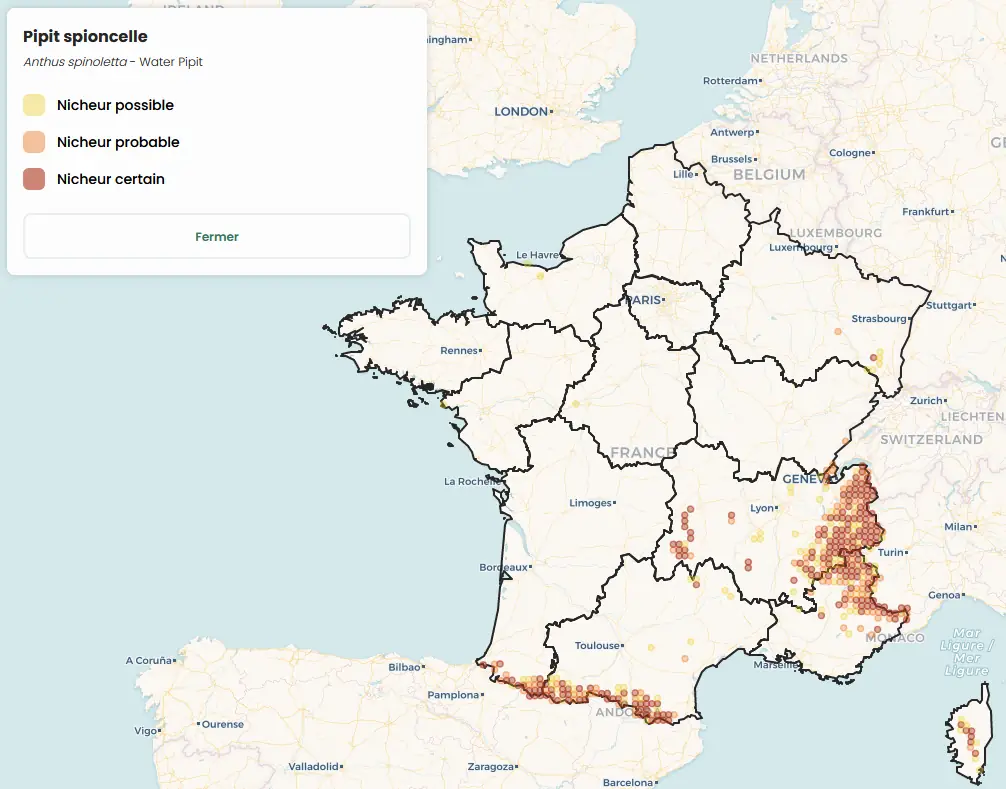 IRELAND
Pipit spioncelle
Anthus spinoletta - Water Pipit
Nicheur possible
Nicheur probable
Nicheur certain
Fermer
ingham
LONDON
NETHERLANDS
Rotterdam
Antwerp
Brussels
BELGIUM
Cologne
Lille
Frankfurt
LUXEMBOURG
Luxembourg
Le Havre
PARIS
Stuttgart
Strasbourg
Rennes
Zurich
LIECHTEN
SWITZERLAND
FRANCE
GENEVA
La Rochelle
Limoges
Lyon
Milan
Turin
Bordeaux
Genoa
MONACO
Mar
Ligure /
Mer
Ligure
Toulouse
Marseille
A Coruña
Bilbao
Pamplona
ANDO
Ourense
Vigo
Valladolid
Zaragoza
Barcelona